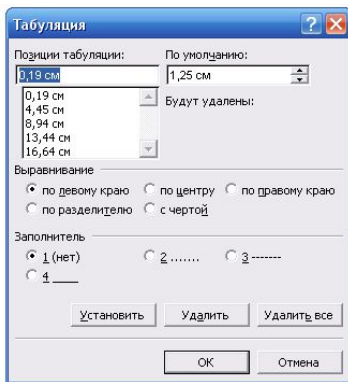 Табуляция
Позиции табуляции: По умолчанию:
0,19 см 1,25 см
0,19 см
4,45 см
8,94 см
13,44 см
16,64 см
Будут удалены:
Выравнивание
по левому краю по центру по правому краю
по разделителю с чертой
Заполнитель
1 (нет) 2 ....... 3 -------
4 ___
Установить Удалить Удалить все
ОК Отмена